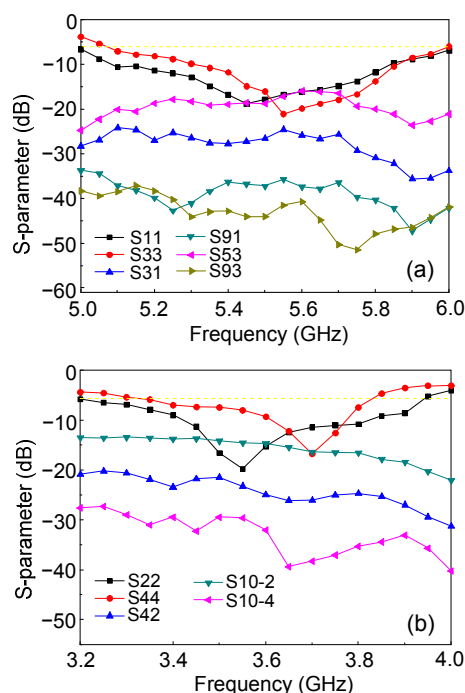 S-parameter (dB)
0
−10
−20
−30
−40
−50
−60
S11
S33
S31
S91
S53
S93
(a)
5.0 5.2 5.4 5.6 5.8 6.0
Frequency (GHz)
S-parameter (dB)
0
−10
−20
−30
−40
−50
S22
S44
S42
S10-2
S10-4
(b)
3.2 3.4 3.6 3.8 4.0
Frequency (GHz)